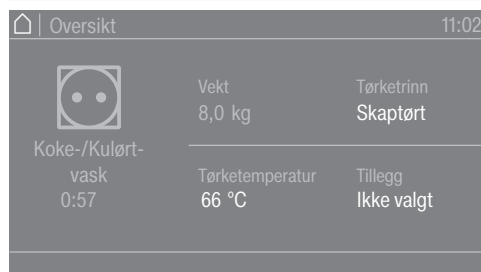 Oversikt 11:02
Vekt Tørketrinn
8,0 kg Skaptørt
Koke-/Kulørt-
vask
0:57
Tørketemperatur Tillegg
66 °C Ikke valgt